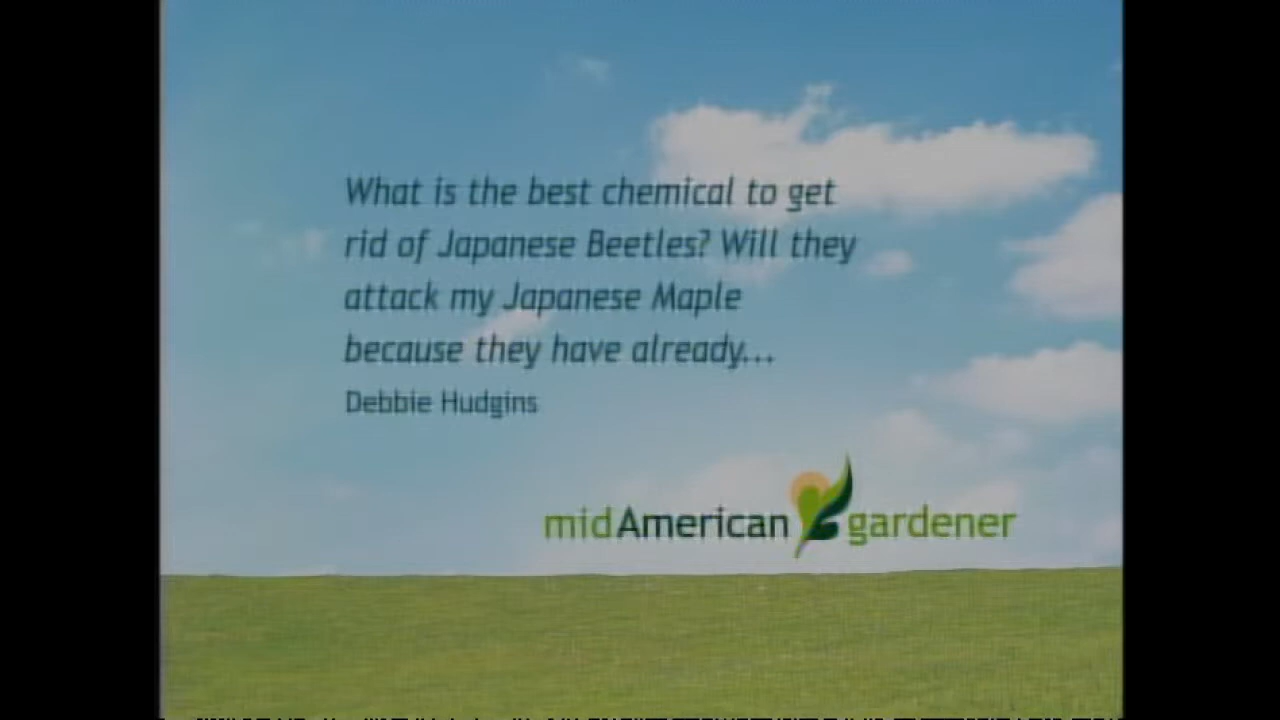 What is the best chemical to get
rid of Japanese Beetles? Will they
attack my Japanese Maple
because they have already...
Debbie Hudgins
midAmerican gardener